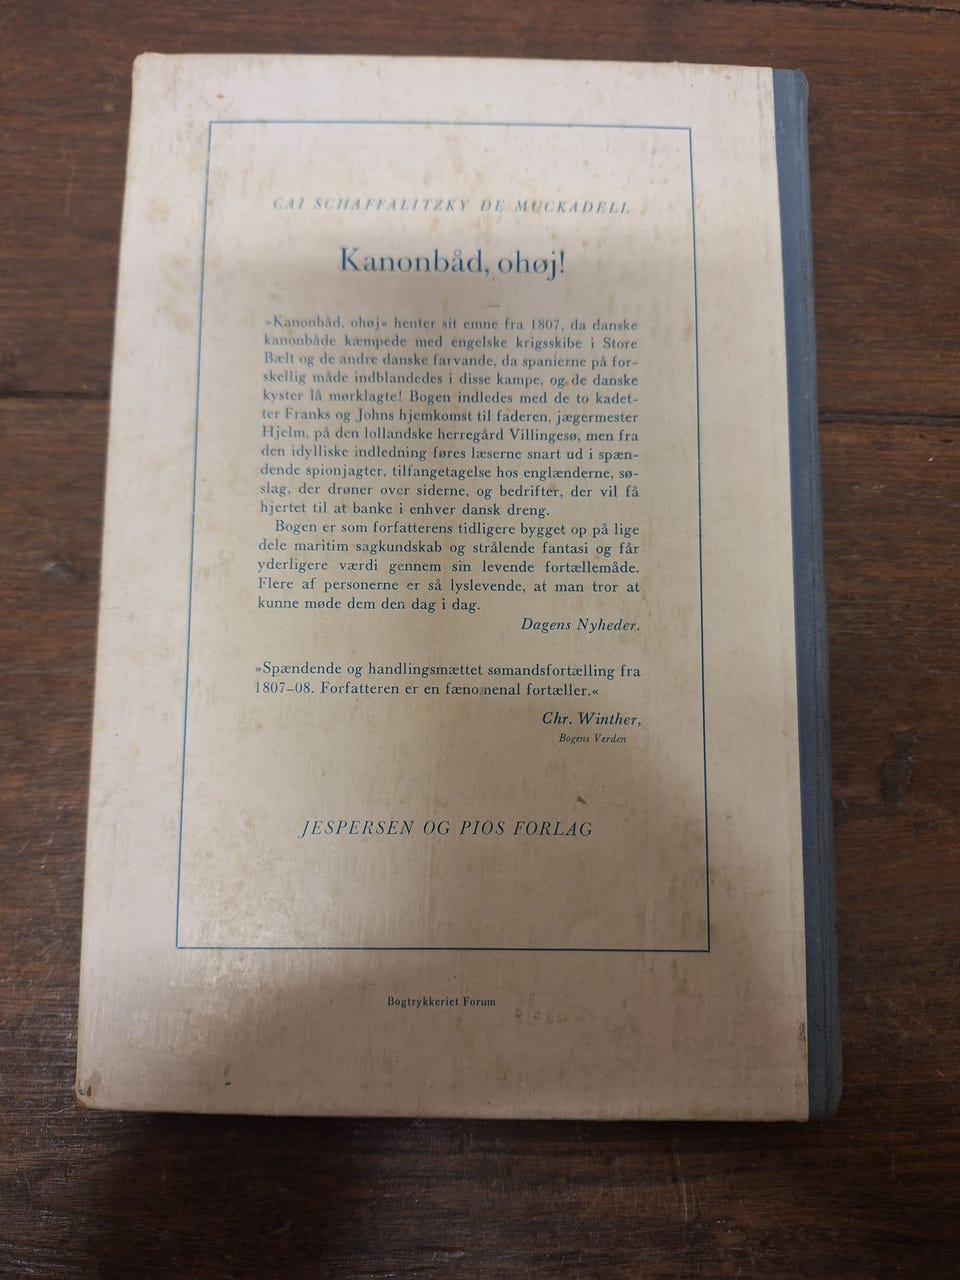 CAI SCHAFFALITZKY DE MUCKADELL
Kanonbåd, ohøj!
»Kanonbåd, ohøj« henter sit emne fra 1807, da danske
kanonbåde kæmpede med engelske krigsskibe i Store
Bælt og de andre danske farvande, da spanierne på for-
skellig måde indblandedes i disse kampe, og de danske
kyster lå mørklagte! Bogen indledes med de to kadet-
ter Franks og Johns hjemkomst til faderen, jægermester
Hjelm, på den lollandske herregård Villingesø, men fra
den idylliske indledning føres læserne snart ud i spæn-
dende spionjagter, tilfangetagelse hos englænderne, sø-
slag, der drøner over siderne, og bedrifter, der vil få
hjertet til at banke i enhver dansk dreng.
Bogen er som forfatterens tidligere bygget op på lige
dele maritim sagkundskab og strålende fantasi og får
yderligere værdi gennem sin levende fortællemåde.
Flere af personerne er så lyslevende, at man tror at
kunne møde dem den dag i dag.
Dagens Nyheder.
»Spændende og handlingsmættet sømandsfortælling fra
1807–08. Forfatteren er en fænomenal fortæller.«
Chr. Winther,
Bogens Verden
JESPERSEN OG PIOS FORLAG
Bogtrykkeriet Forum